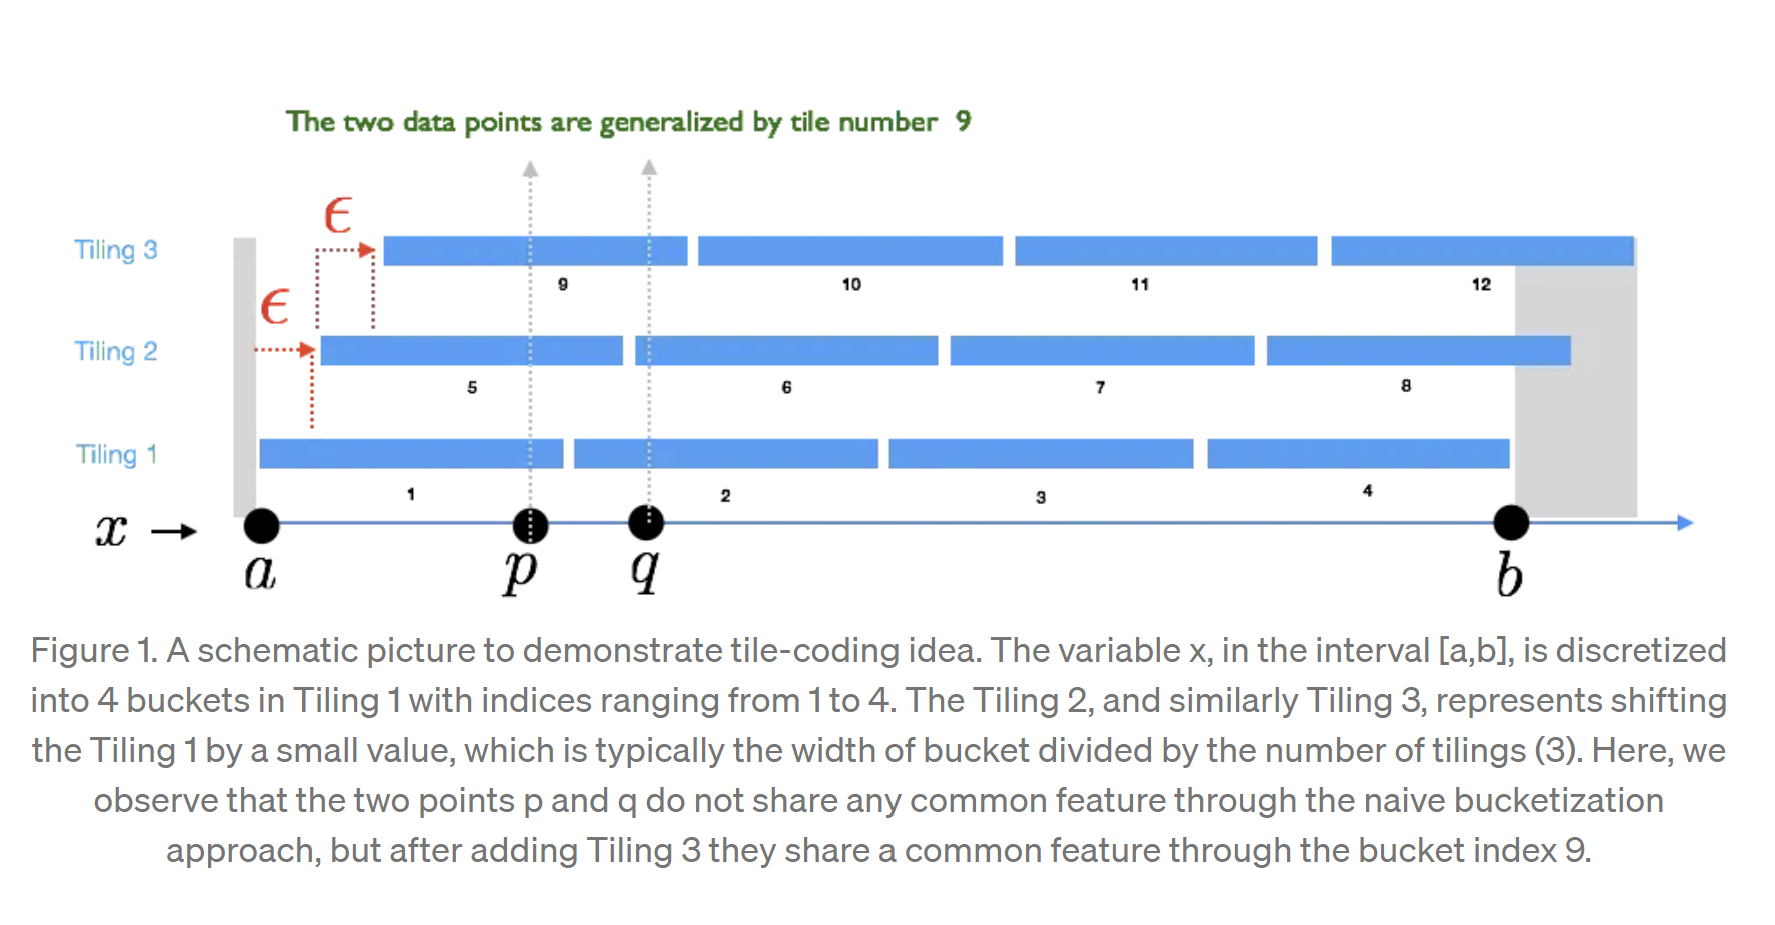 The two data points are generalized by tile number 9
ϵ
Tiling 3
9 10 11 12
ϵ
Tiling 2
5 6 7 8
Tiling 1
1 2 3 4
x →
a p q b
Figure 1. A schematic picture to demonstrate tile-coding idea. The variable x, in the interval [a,b], is discretized
into 4 buckets in Tiling 1 with indices ranging from 1 to 4. The Tiling 2, and similarly Tiling 3, represents shifting
the Tiling 1 by a small value, which is typically the width of bucket divided by the number of tilings (3). Here, we
observe that the two points p and q do not share any common feature through the naive bucketization
approach, but after adding Tiling 3 they share a common feature through the bucket index 9.